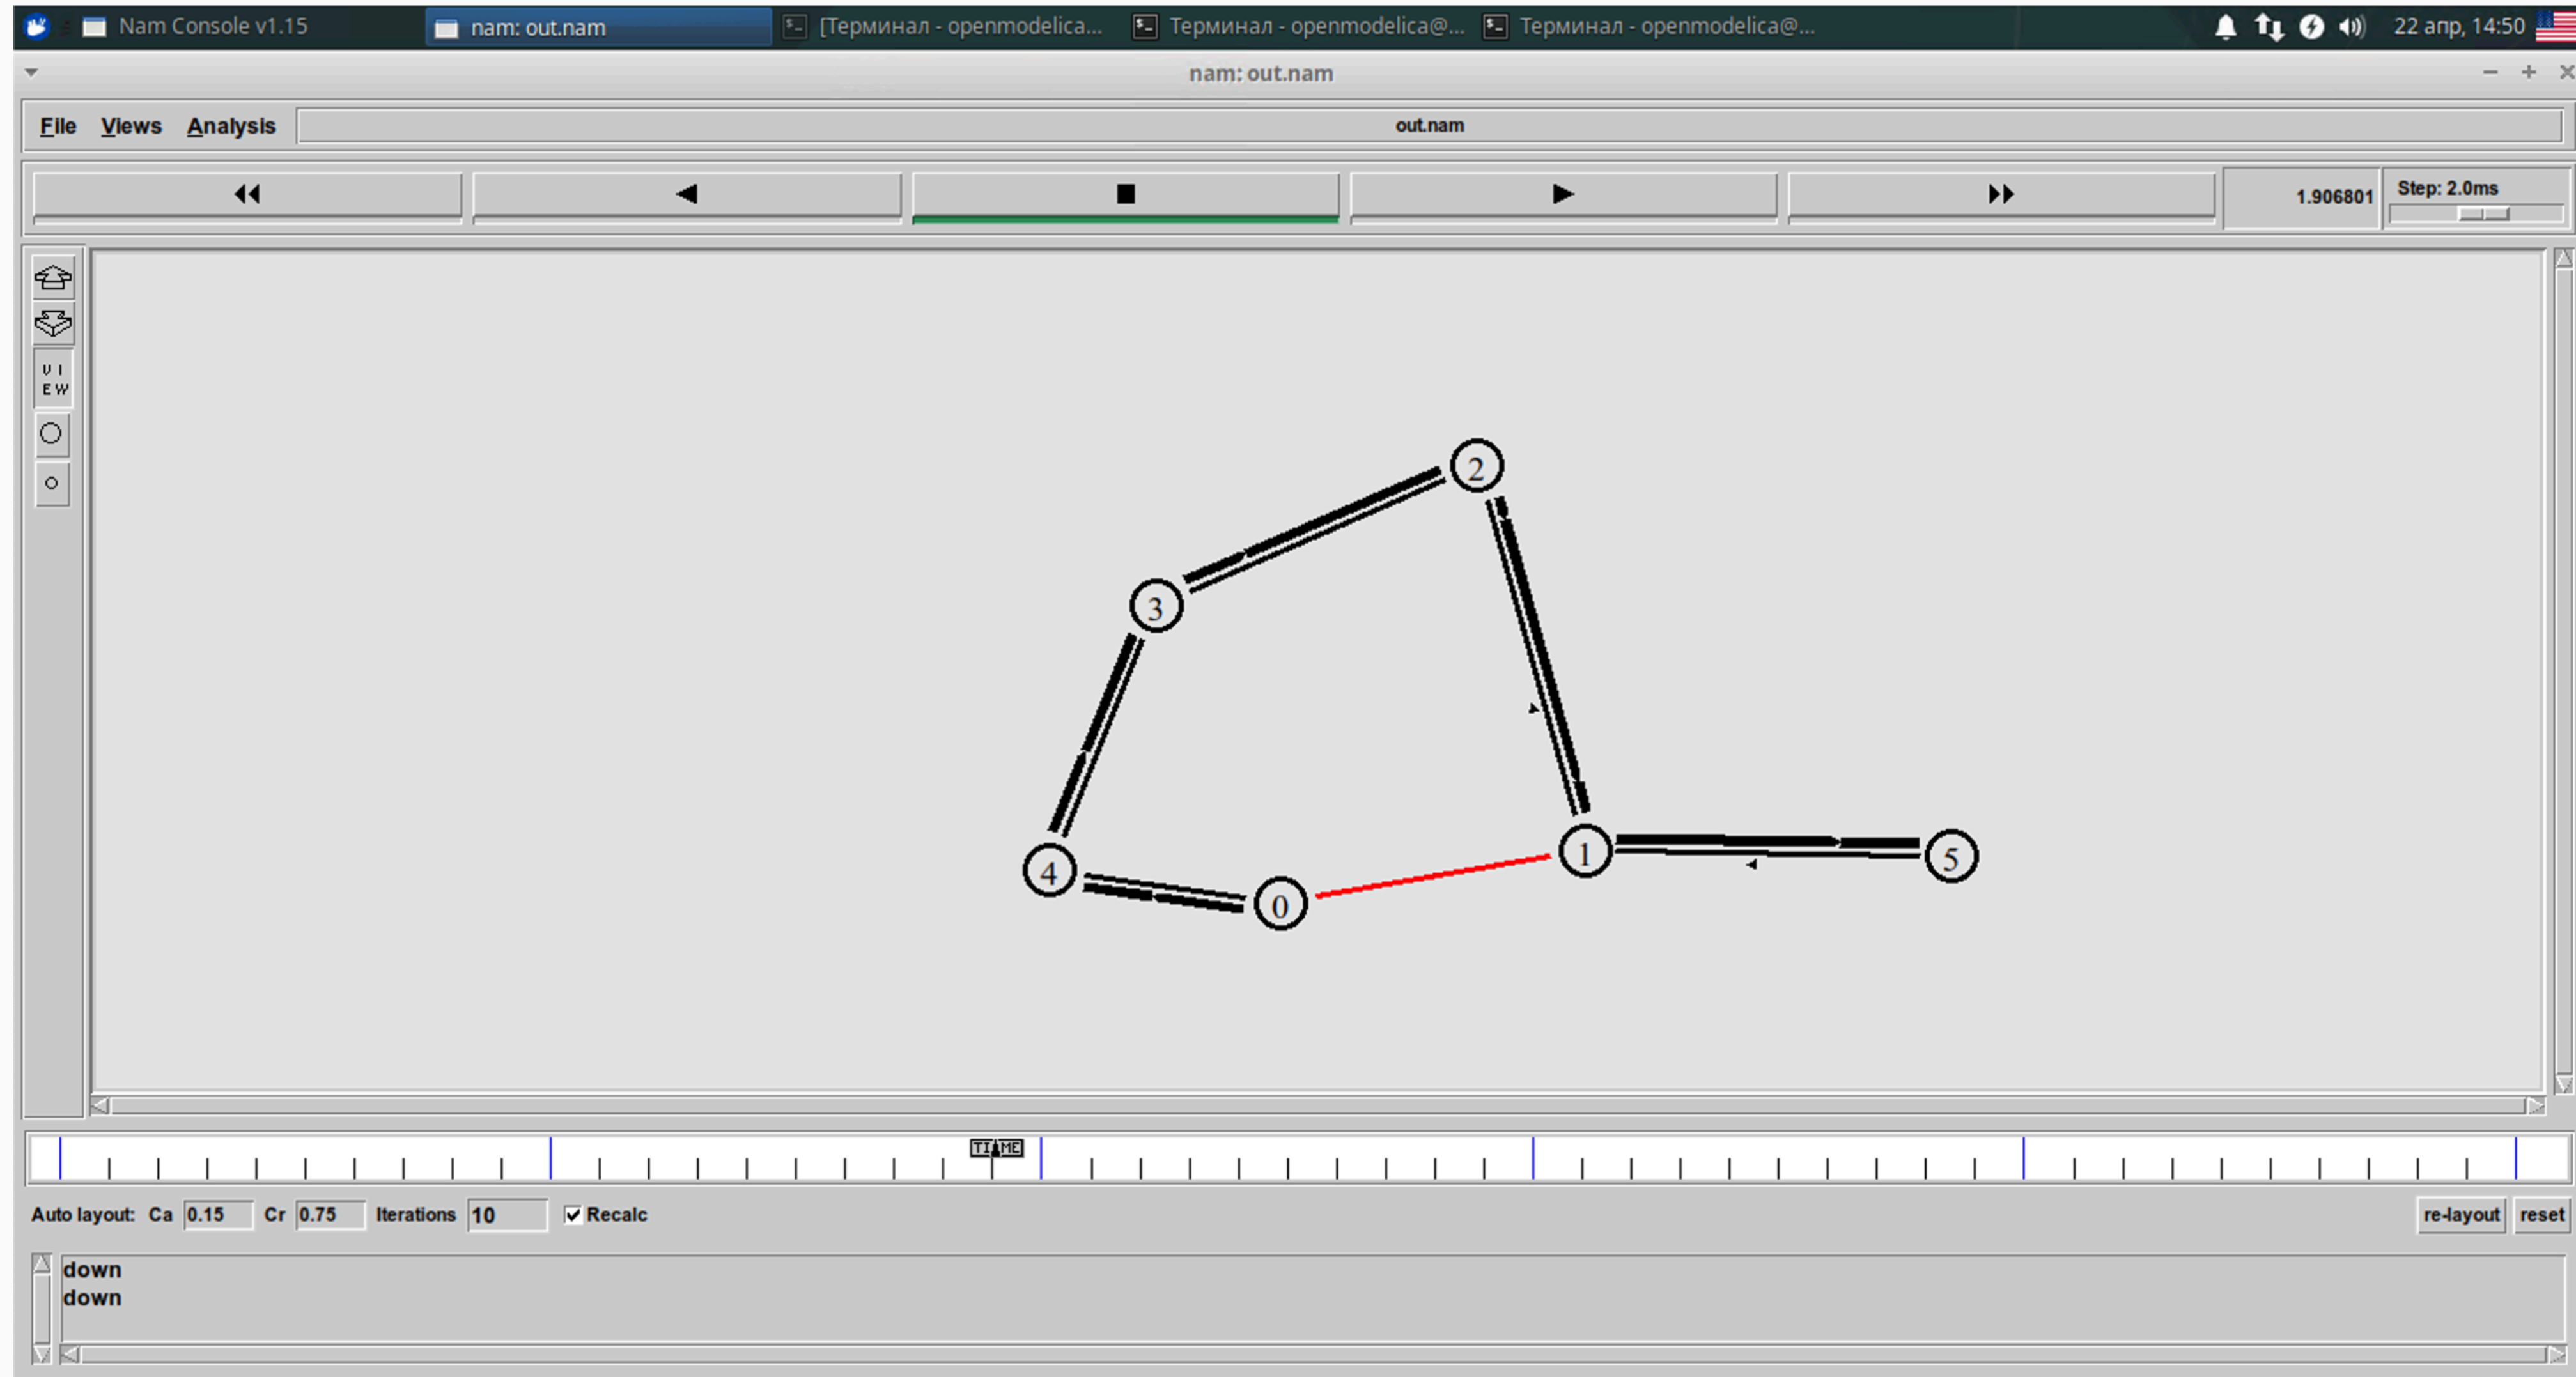 Nam Console v1.15 nam: out.nam [Терминал - openmodelica... Терминал - openmodelica@... Терминал - openmodelica@... 22 апр, 14:50
nam: out.nam
File Views Analysis out.nam
1.906801 Step: 2.0ms
VI
EW
2
3
1
5
4
0
TIME
Auto layout: Ca 0.15 Cr 0.75 Iterations 10 Recalc re-layout reset
down
down